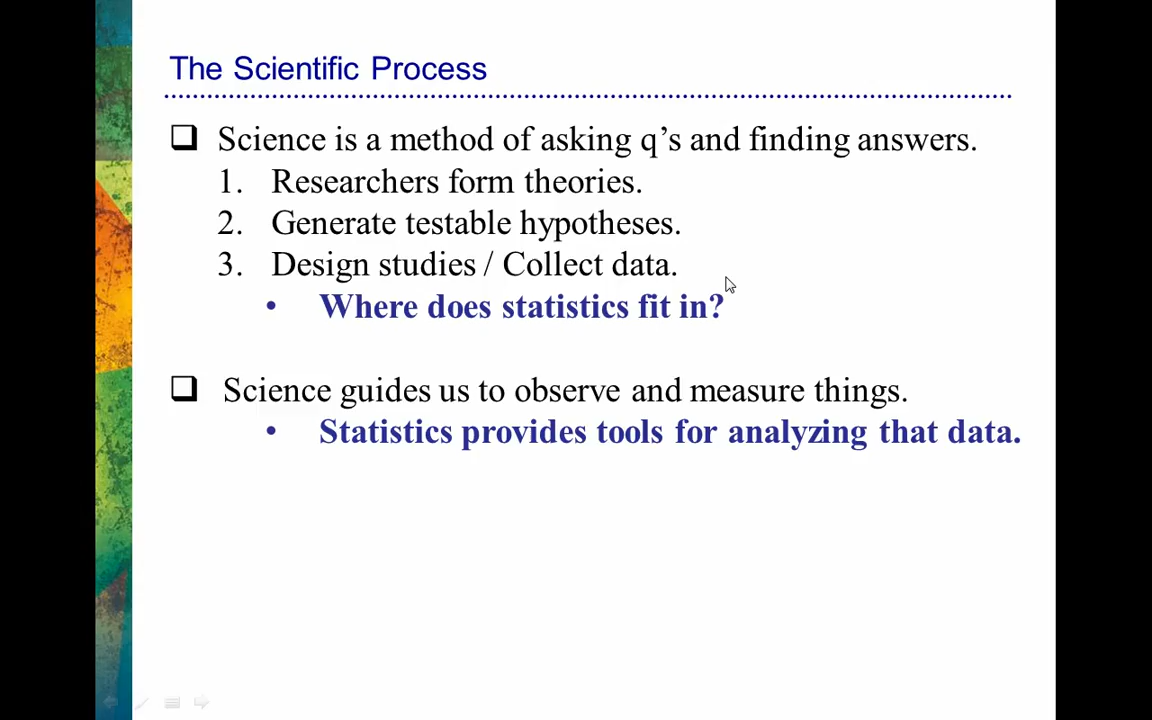 The Scientific Process
❑ Science is a method of asking q’s and finding answers.
1. Researchers form theories.
2. Generate testable hypotheses.
3. Design studies / Collect data.
• Where does statistics fit in?
❑ Science guides us to observe and measure things.
• Statistics provides tools for analyzing that data.